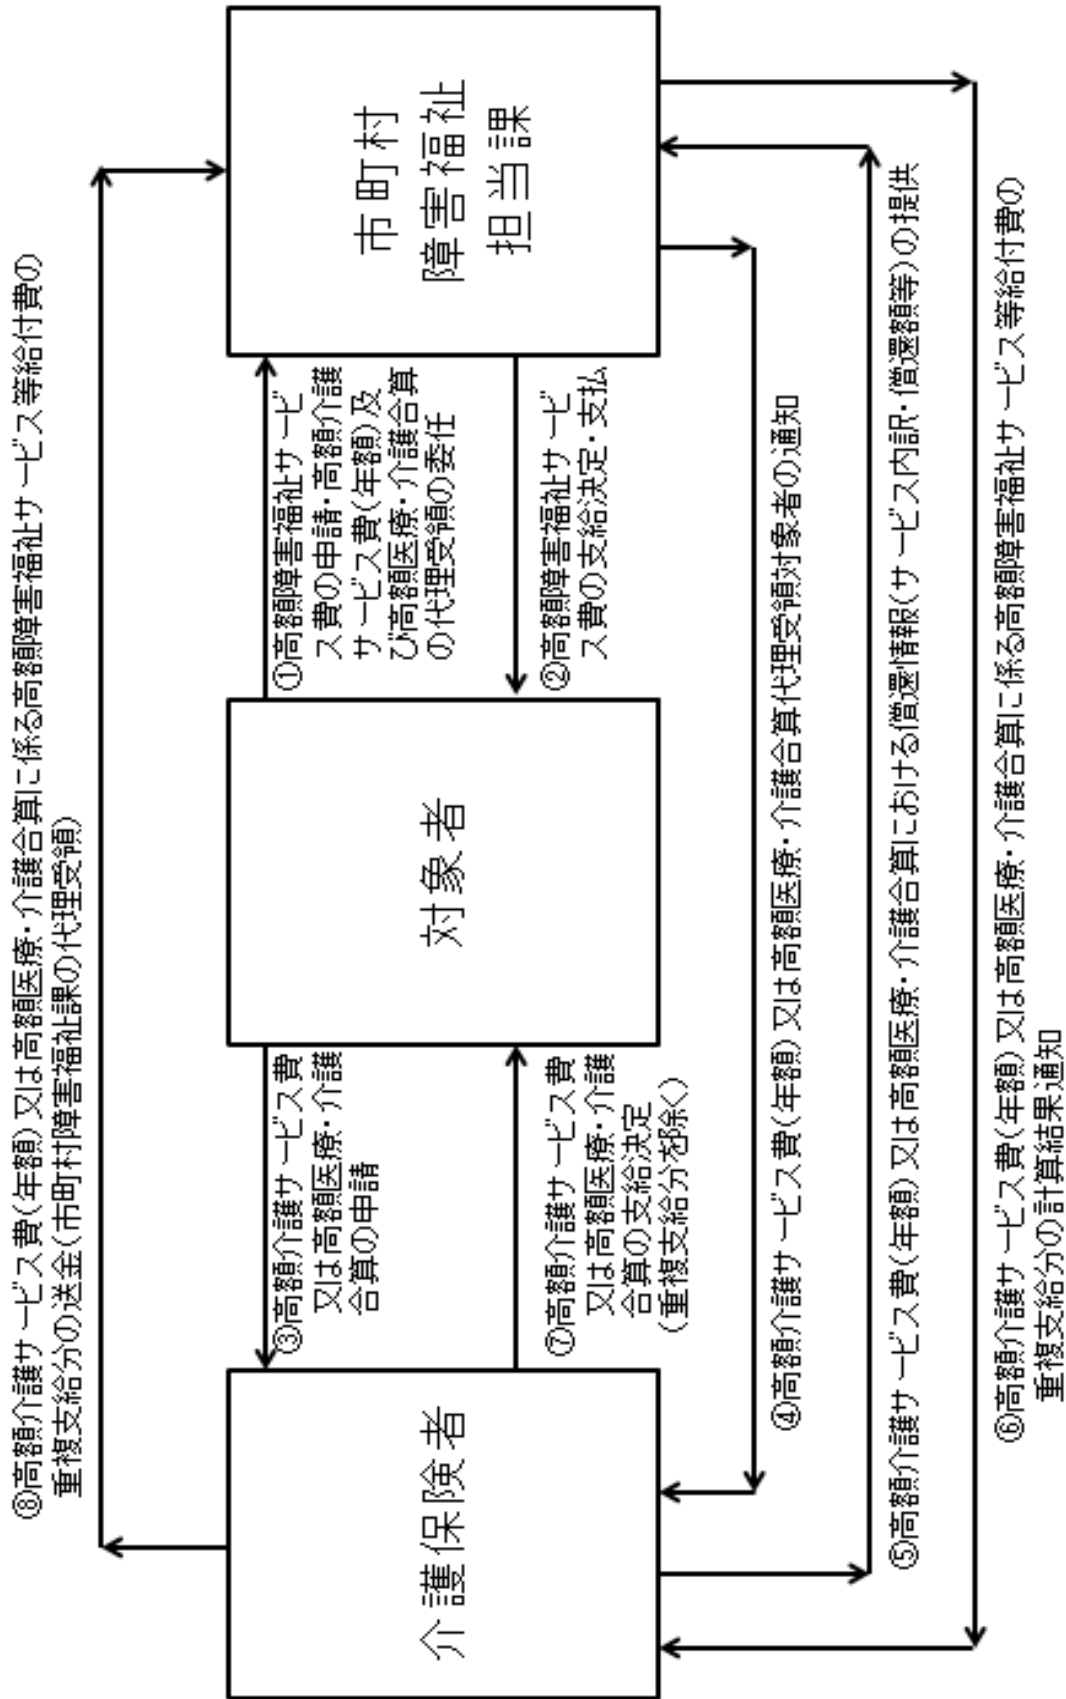 ⑧高額介護サービス費(年額)又は高額医療・介護合算に係る高額障害福祉サービス等給付費の
重複支給分の送金(市町村障害福祉課の代理受領)
介護保険者
③高額介護サービス費
又は高額医療・介護
合算の申請
⑦高額介護サービス費
又は高額医療・介護
合算の支給決定
(重複支給分を除く)
対象者
①高額障害福祉サービ
ス費の申請・高額介護
サービス費(年額)及
び高額医療・介護合算
の代理受領の委任
②高額障害福祉サービ
ス費の支給決定・支払
市町村
障害福祉
担当課
④高額介護サービス費(年額)又は高額医療・介護合算代理受領対象者の通知
⑤高額介護サービス費(年額)又は高額医療・介護合算における償還情報(サービス内訳・償還額等)の提供
⑥高額介護サービス費(年額)又は高額医療・介護合算に係る高額障害福祉サービス等給付費の
重複支給分の計算結果通知